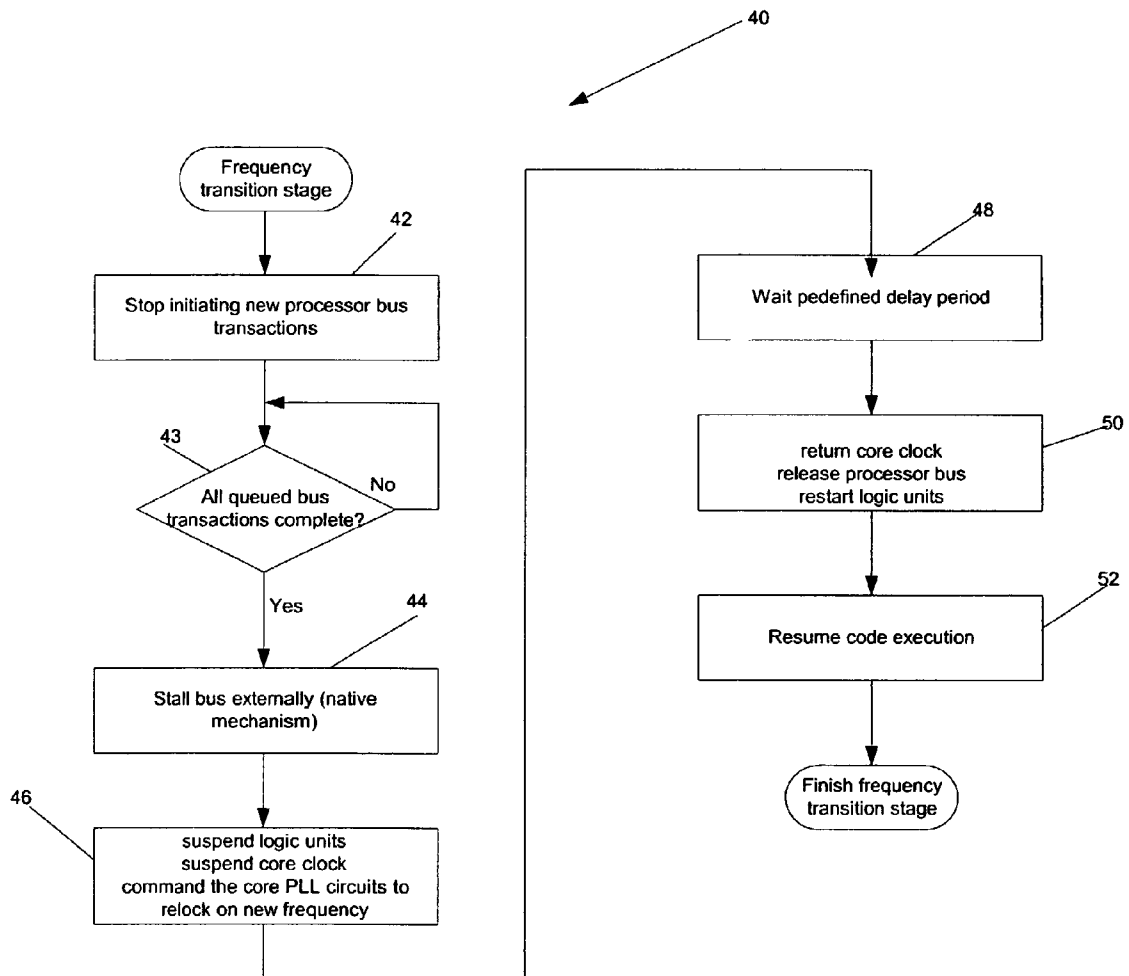 40
Frequency
transition stage
42
Stop initiating new processor bus
transactions
43
All queued bus
transactions complete?
No
Yes
44
Stall bus externally (native
mechanism)
46
suspend logic units
suspend core clock
command the core PLL circuits to
relock on new frequency
48
Wait pedefined delay period
50
return core clock
release processor bus
restart logic units
52
Resume code execution
Finish frequency
transition stage